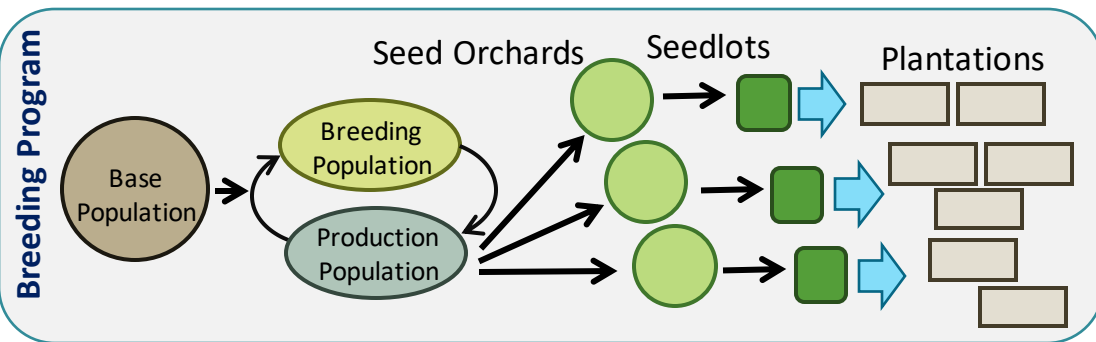 Breeding Program
Seed Orchards
Seedlots
Plantations
Base
Population
Breeding
Population
Production
Population